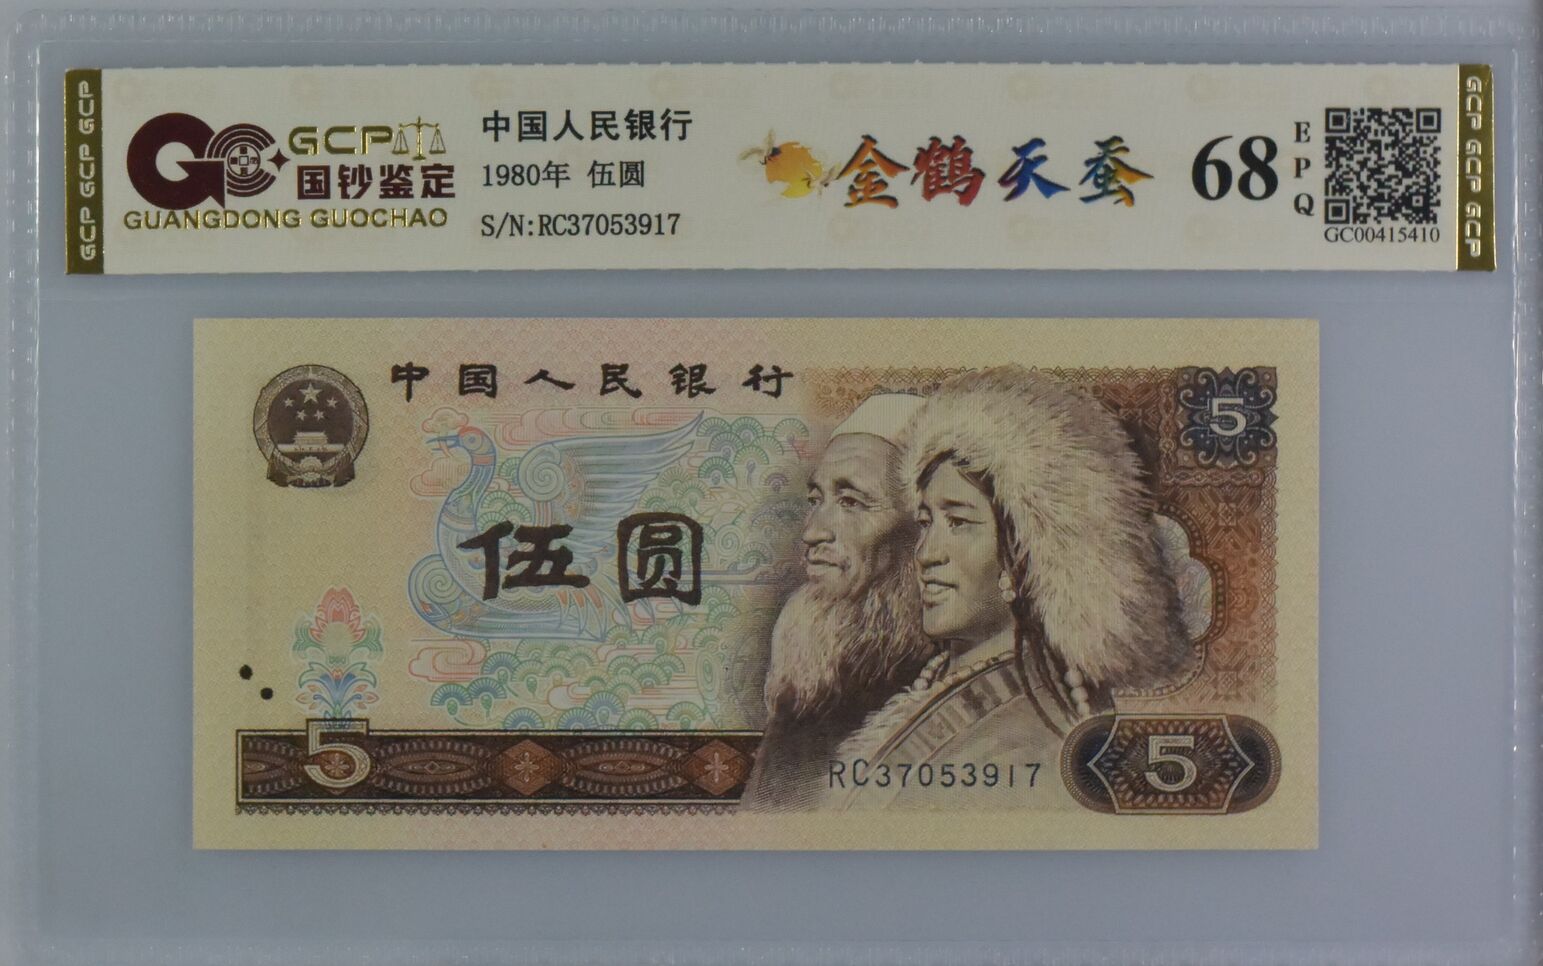 GCP GCP GCP
GCP
国钞鉴定
GUANGDONG GUOCHAO
中国人民银行
1980年 伍圆
S/N:RC37053917
金鹤天蚕
68
EPQ
GC00415410
GCP GCP GCP
中国人民银行
5
伍圆
5
RC37053917
5